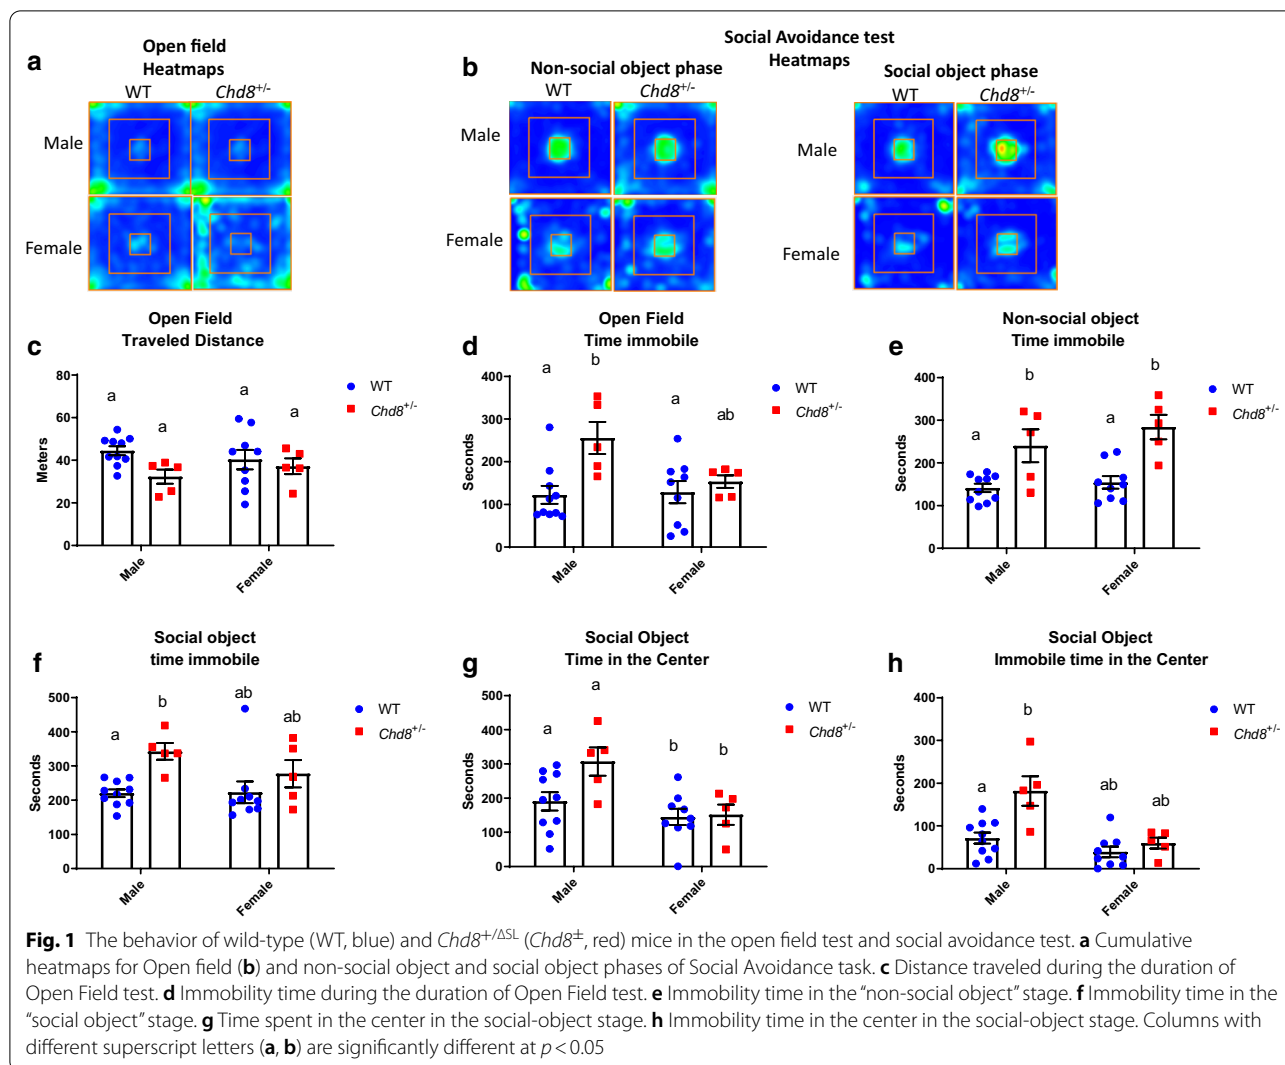 a
Open field
Heatmaps
WT
Chd8+/-
Male
Female
Social Avoidance test
Heatmaps
b
Non-social object phase
WT
Chd8+/-
Male
Female
Social object phase
WT
Chd8+/-
Male
Female
c
Open Field
Traveled Distance
80
60
40
20
0
Meters
a
a
a
a
Male
Female
WT
Chd8+/-
d
Open Field
Time immobile
400
300
200
100
0
Seconds
a
b
a
ab
Male
Female
WT
Chd8+/-
e
Non-social object
Time immobile
400
300
200
100
0
Seconds
a
b
a
b
Male
Female
WT
Chd8+/-
f
Social object
time immobile
500
400
300
200
100
0
Seconds
a
b
ab
ab
Male
Female
WT
Chd8+/-
g
Social Object
Time in the Center
500
400
300
200
100
0
Seconds
a
a
b
b
Male
Female
WT
Chd8+/-
h
Social Object
Immobile time in the Center
400
300
200
100
0
Seconds
a
b
ab
ab
Male
Female
WT
Chd8+/-
Fig. 1 The behavior of wild-type (WT, blue) and Chd8+/ΔSL (Chd8±, red) mice in the open field test and social avoidance test. a Cumulative
heatmaps for Open field (b) and non-social object and social object phases of Social Avoidance task. c Distance traveled during the duration of
Open Field test. d Immobility time during the duration of Open Field test. e Immobility time in the “non-social object” stage. f Immobility time in the
“social object” stage. g Time spent in the center in the social-object stage. h Immobility time in the center in the social-object stage. Columns with
different superscript letters (a, b) are significantly different at p < 0.05